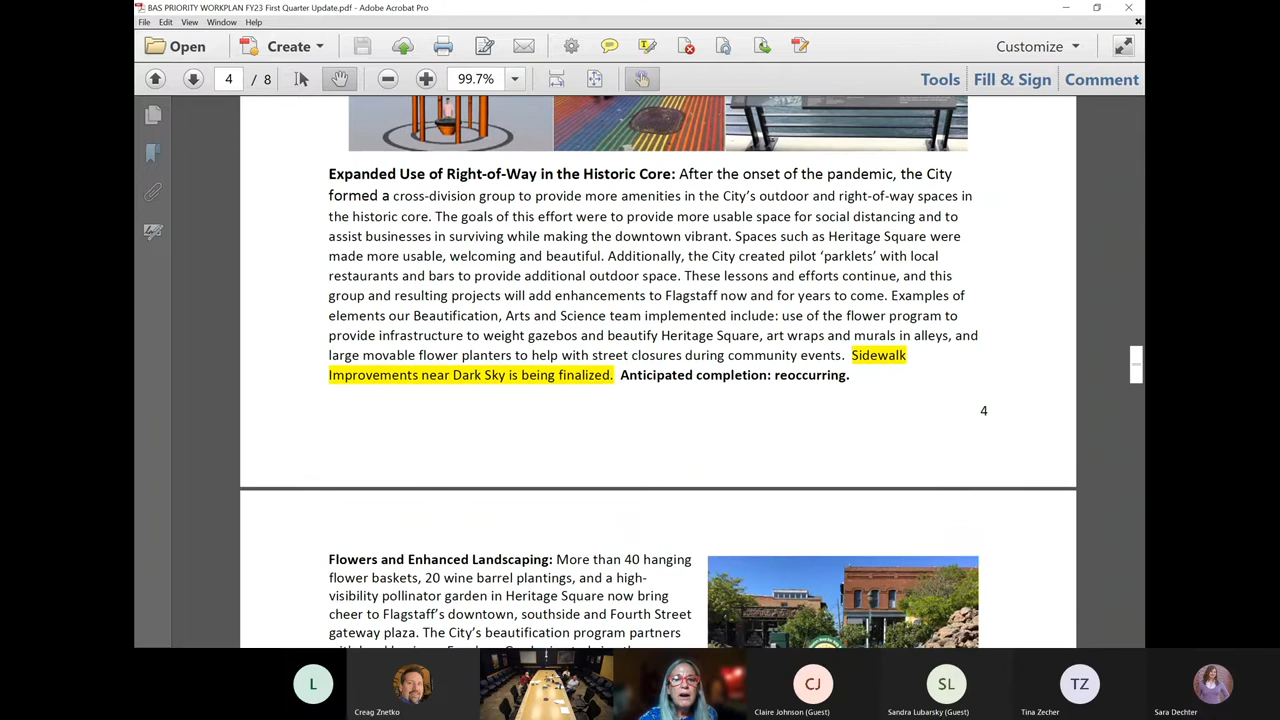 BAS PRIORITY WORKPLAN FY23 First Quarter Update.pdf - Adobe Acrobat Pro
File Edit View Window Help
Open Create Customize
4 / 8 99.7% Tools Fill & Sign Comment
Expanded Use of Right-of-Way in the Historic Core: After the onset of the pandemic, the City
formed a cross-division group to provide more amenities in the City’s outdoor and right-of-way spaces in
the historic core. The goals of this effort were to provide more usable space for social distancing and to
assist businesses in surviving while making the downtown vibrant. Spaces such as Heritage Square were
made more usable, welcoming and beautiful. Additionally, the City created pilot ‘parklets’ with local
restaurants and bars to provide additional outdoor space. These lessons and efforts continue, and this
group and resulting projects will add enhancements to Flagstaff now and for years to come. Examples of
elements our Beautification, Arts and Science team implemented include: use of the flower program to
provide infrastructure to weight gazebos and beautify Heritage Square, art wraps and murals in alleys, and
large movable flower planters to help with street closures during community events. Sidewalk
Improvements near Dark Sky is being finalized. Anticipated completion: reoccurring.
4
Flowers and Enhanced Landscaping: More than 40 hanging
flower baskets, 20 wine barrel plantings, and a high-
visibility pollinator garden in Heritage Square now bring
cheer to Flagstaff’s downtown, southside and Fourth Street
gateway plaza. The City’s beautification program partners
L CJ SL TZ
Creag Znetko Claire Johnson (Guest) Sandra Lubarsky (Guest) Tina Zecher Sara Dechter